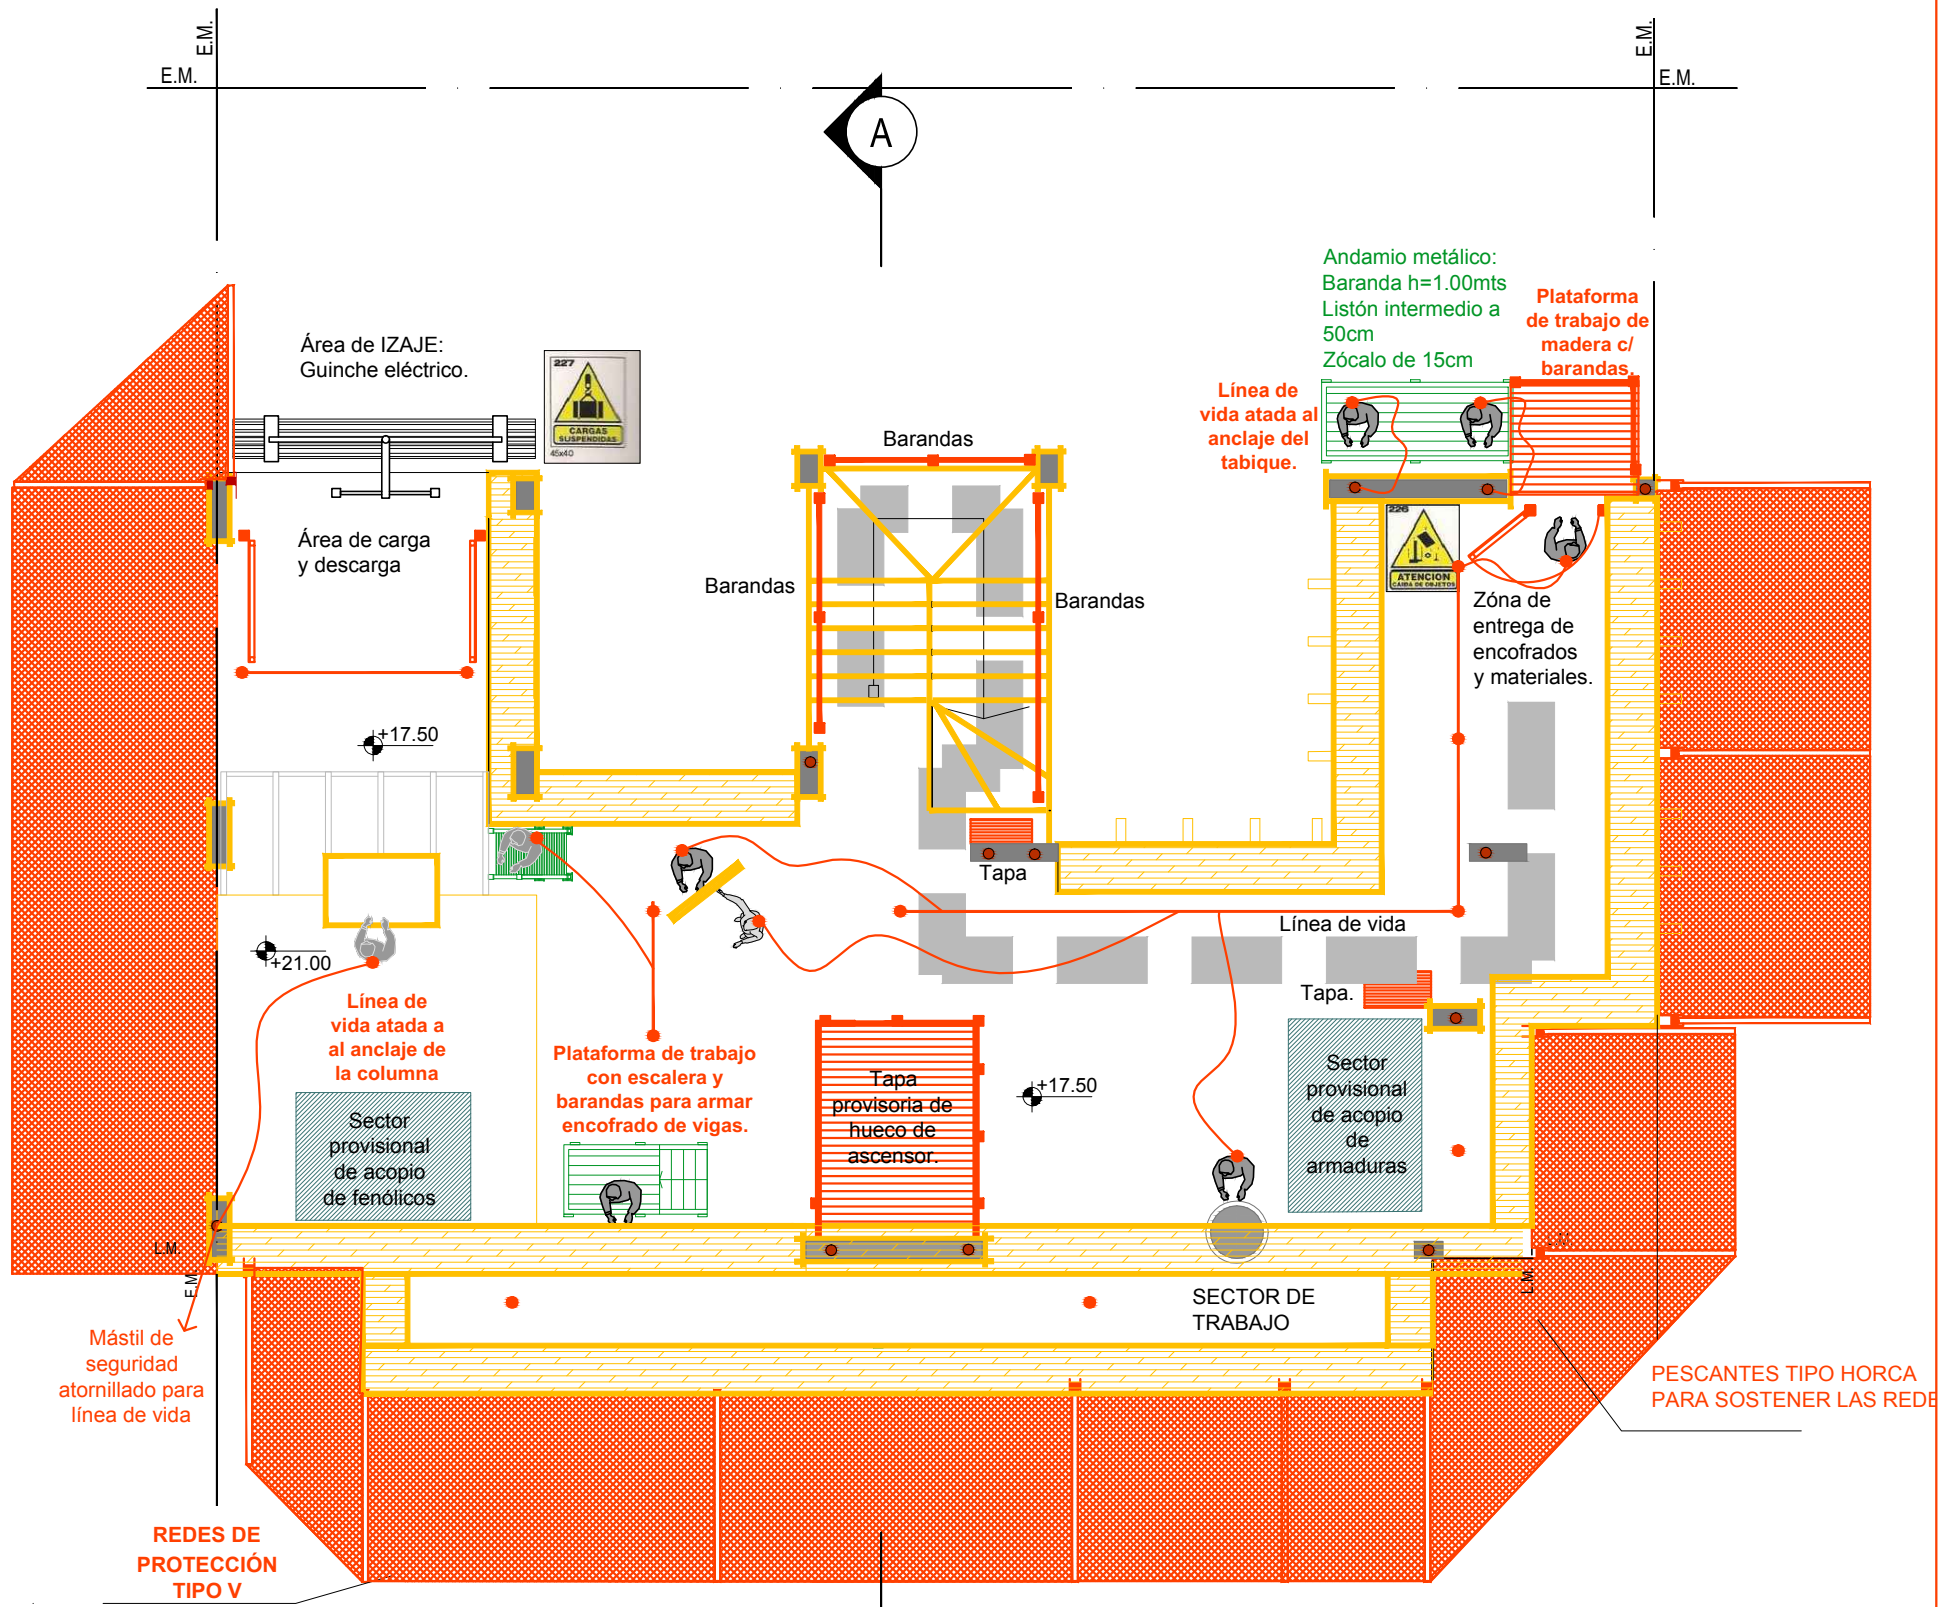 E.M.
E.M.
E.M.
E.M.
A
Andamio metálico:
Baranda h=1.00mts
Listón intermedio a
50cm
Zócalo de 15cm
Plataforma
de trabajo de
madera c/
barandas.
Área de IZAJE:
Guinche eléctrico.
227
CARGAS
SUSPENDIDAS
45x40
Línea de
vida atada al
anclaje del
tabique.
Barandas
Área de carga
y descarga
Barandas
Barandas
226
ATENCION
CAIDA DE OBJETOS
Zóna de
entrega de
encofrados
y materiales.
+17.50
Tapa
Línea de vida
+21.00
Tapa.
Línea de
vida atada a
al anclaje de
la columna
Plataforma de trabajo
con escalera y
barandas para armar
encofrado de vigas.
Tapa
provisoria de
hueco de
ascensor.
+17.50
Sector
provisional
de acopio
de
armaduras
Sector
provisional
de acopio
de fenólicos
L.M.
E.M.
L.M.
L.M.
SECTOR DE
TRABAJO
Mástil de
seguridad
atornillado para
línea de vida
PESCANTES TIPO HORCA
PARA SOSTENER LAS REDE
REDES DE
PROTECCIÓN
TIPO V